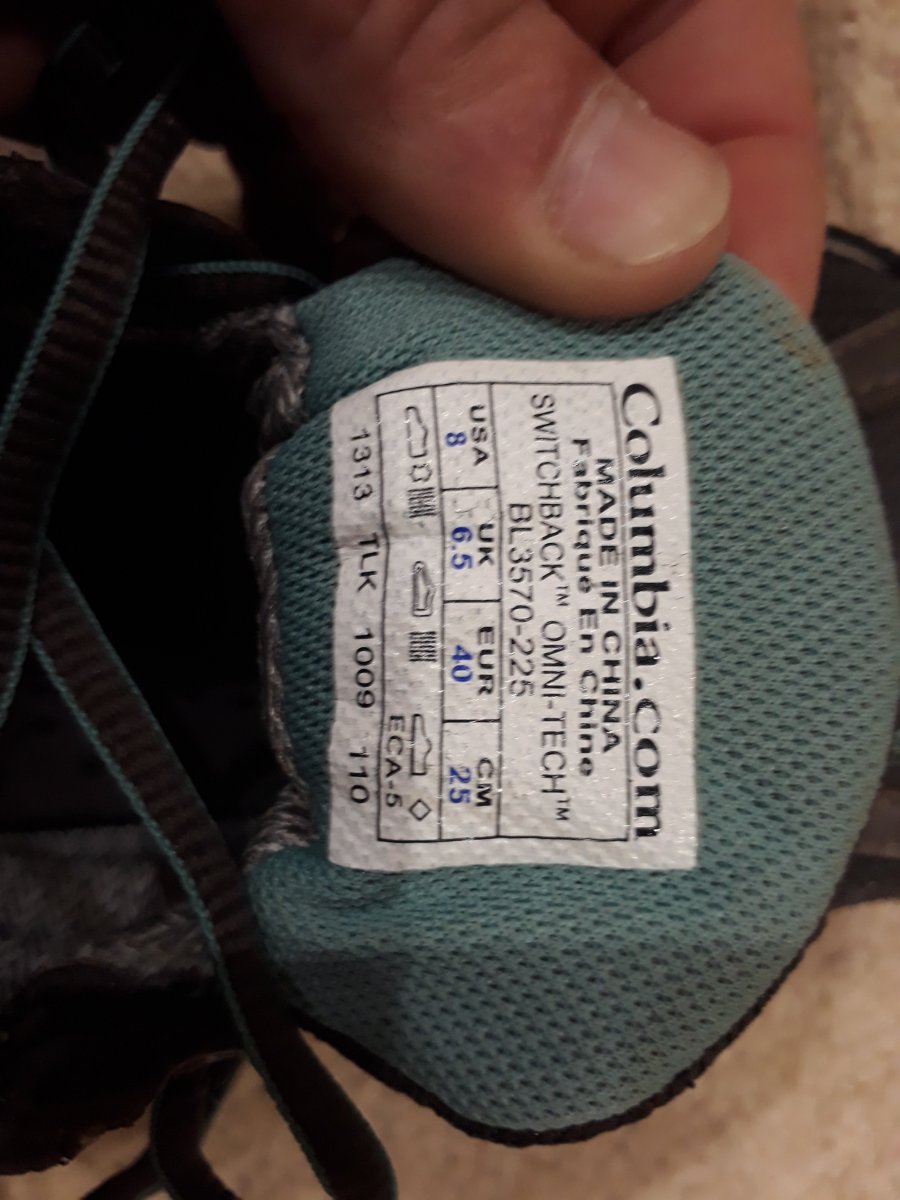 Columbia.com
MADE IN CHINA
Fabriqué En Chine
SWITCHBACK™ OMNI-TECH™
BL3570-225
USA UK EUR CM
8 6.5 40 25
ECA-5
1313 TLK 1009 110